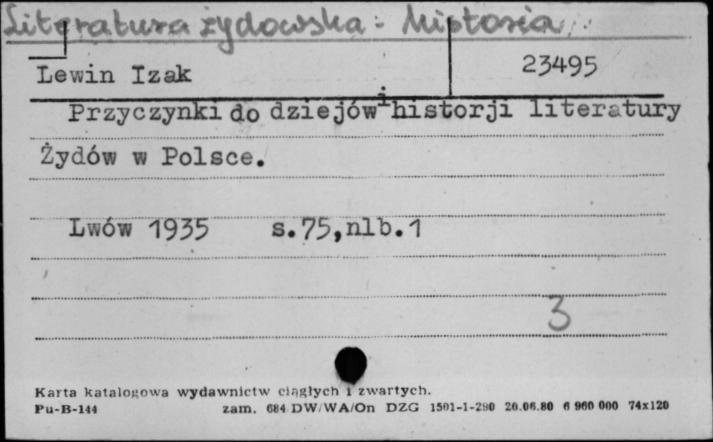 Literatura żydowska - historia
Lewin Izak 23495
Przyczynki do dziejów i historji literatury
Żydów w Polsce.
Lwów 1935 s.75,nlb.1
3
Karta katalogowa wydawnictw ciągłych i zwartych.
Pu-B-144 zam. 684 DW/WA/On DZG 1501-1-280 20.06.80 6 960 000 74x120